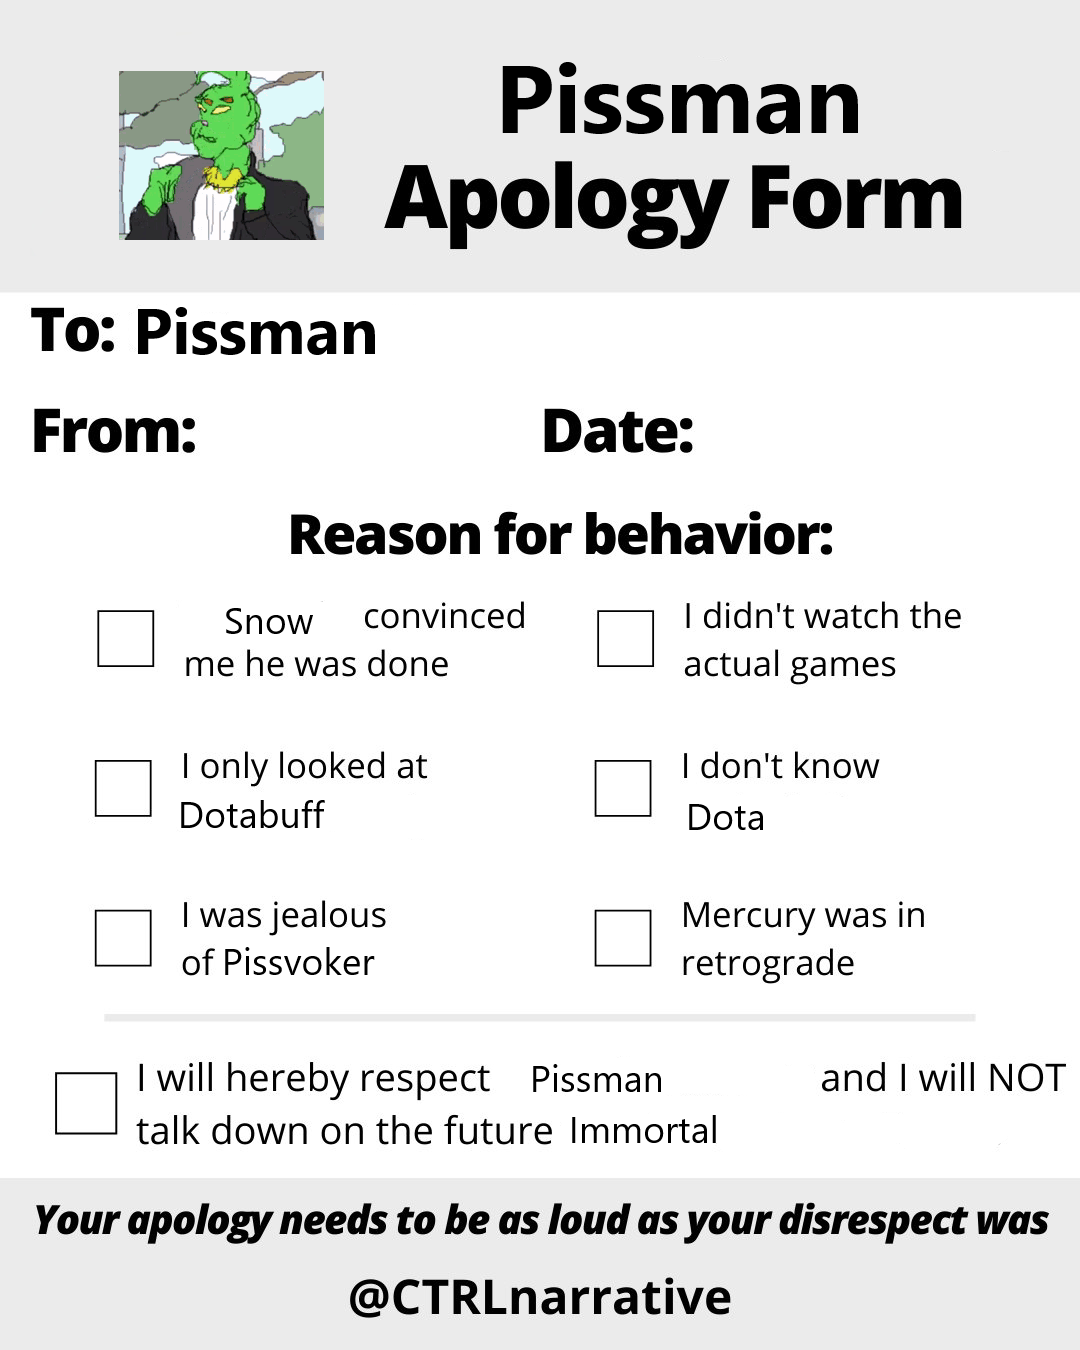 Pissman
Apology Form
To: Pissman
From: Date:
Reason for behavior:
Snow convinced
me he was done
I didn't watch the
actual games
I only looked at
Dotabuff
I don't know
Dota
I was jealous
of Pissvoker
Mercury was in
retrograde
I will hereby respect Pissman and I will NOT
talk down on the future Immortal
Your apology needs to be as loud as your disrespect was
@CTRLnarrative